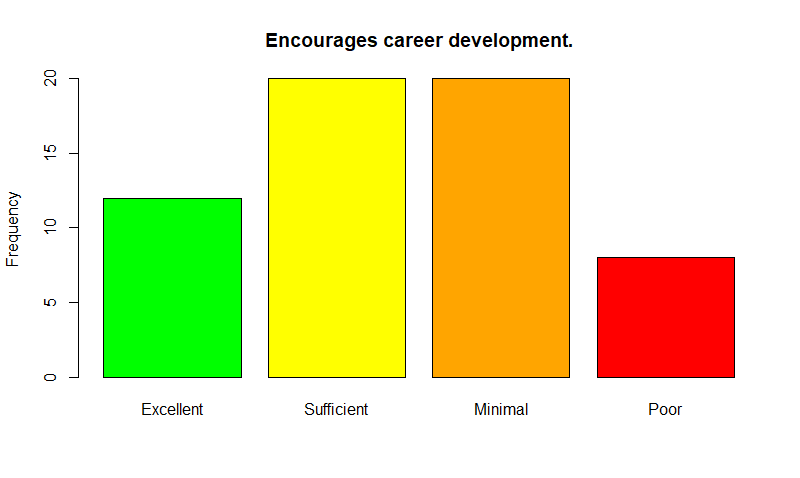 Encourages career development.
Frequency
20
15
10
5
0
Excellent
Sufficient
Minimal
Poor